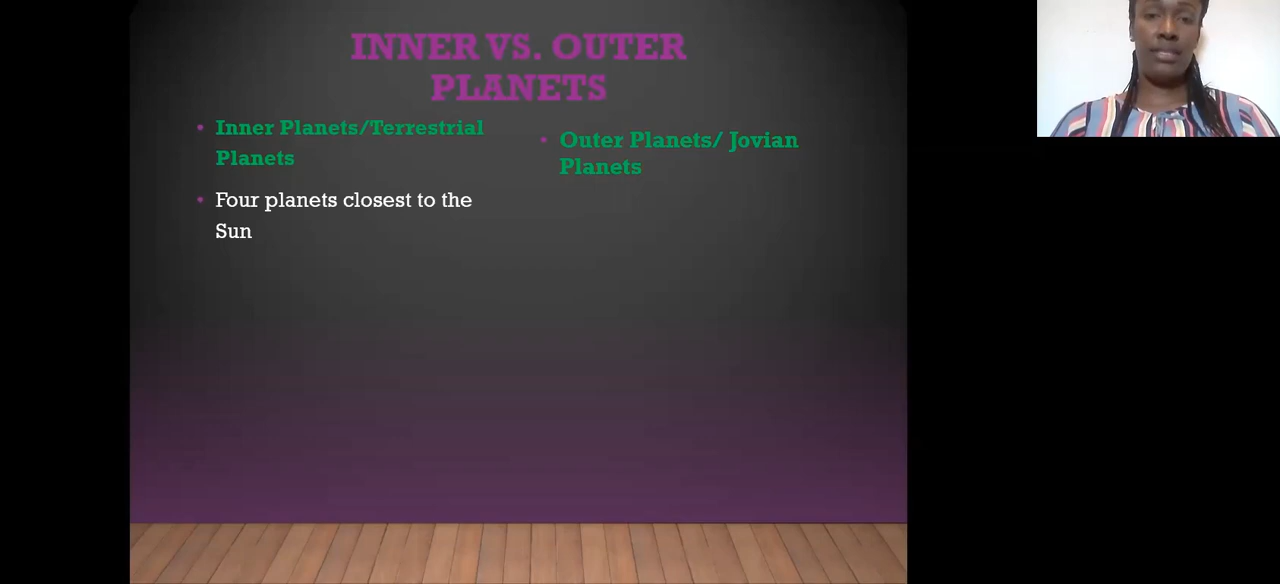 INNER VS. OUTER
PLANETS
• Inner Planets/Terrestrial
Planets
• Four planets closest to the
Sun
• Outer Planets/ Jovian
Planets